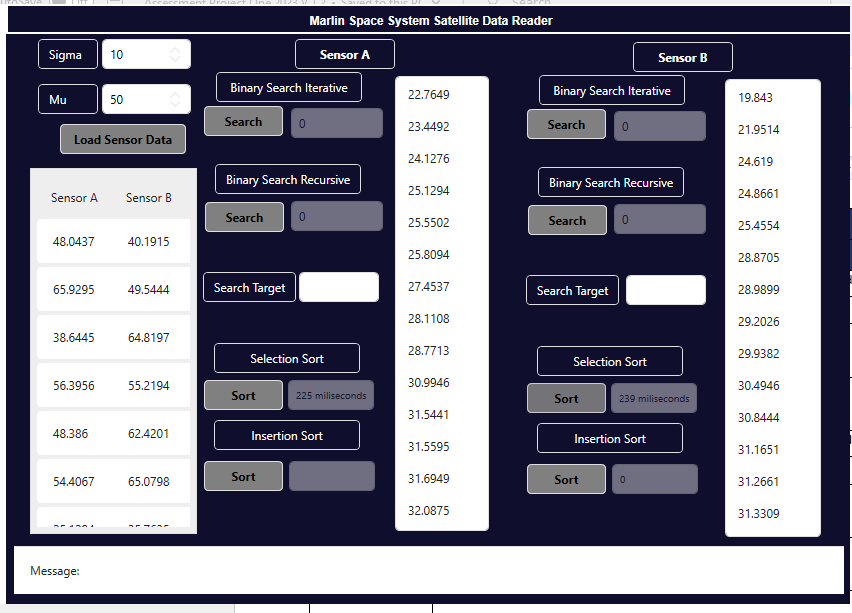 Marlin Space System Satellite Data Reader
Sigma
10
Mu
50
Load Sensor Data
Sensor A Sensor B
48.0437 40.1915
65.9295 49.5444
38.6445 64.8197
56.3956 55.2194
48.386 62.4201
54.4067 65.0798
Sensor A
Binary Search Iterative
Search
0
Binary Search Recursive
Search
0
Search Target
Selection Sort
Sort
225 miliseconds
Insertion Sort
Sort
22.7649
23.4492
24.1276
25.1294
25.5502
25.8094
27.4537
28.1108
28.7713
30.9946
31.5441
31.5595
31.6949
32.0875
Sensor B
Binary Search Iterative
Search
0
Binary Search Recursive
Search
0
Search Target
Selection Sort
Sort
239 miliseconds
Insertion Sort
Sort
0
19.843
21.9514
24.619
24.8661
25.4554
28.8705
28.9899
29.2026
29.9382
30.4946
30.8444
31.1651
31.2661
31.3309
Message: